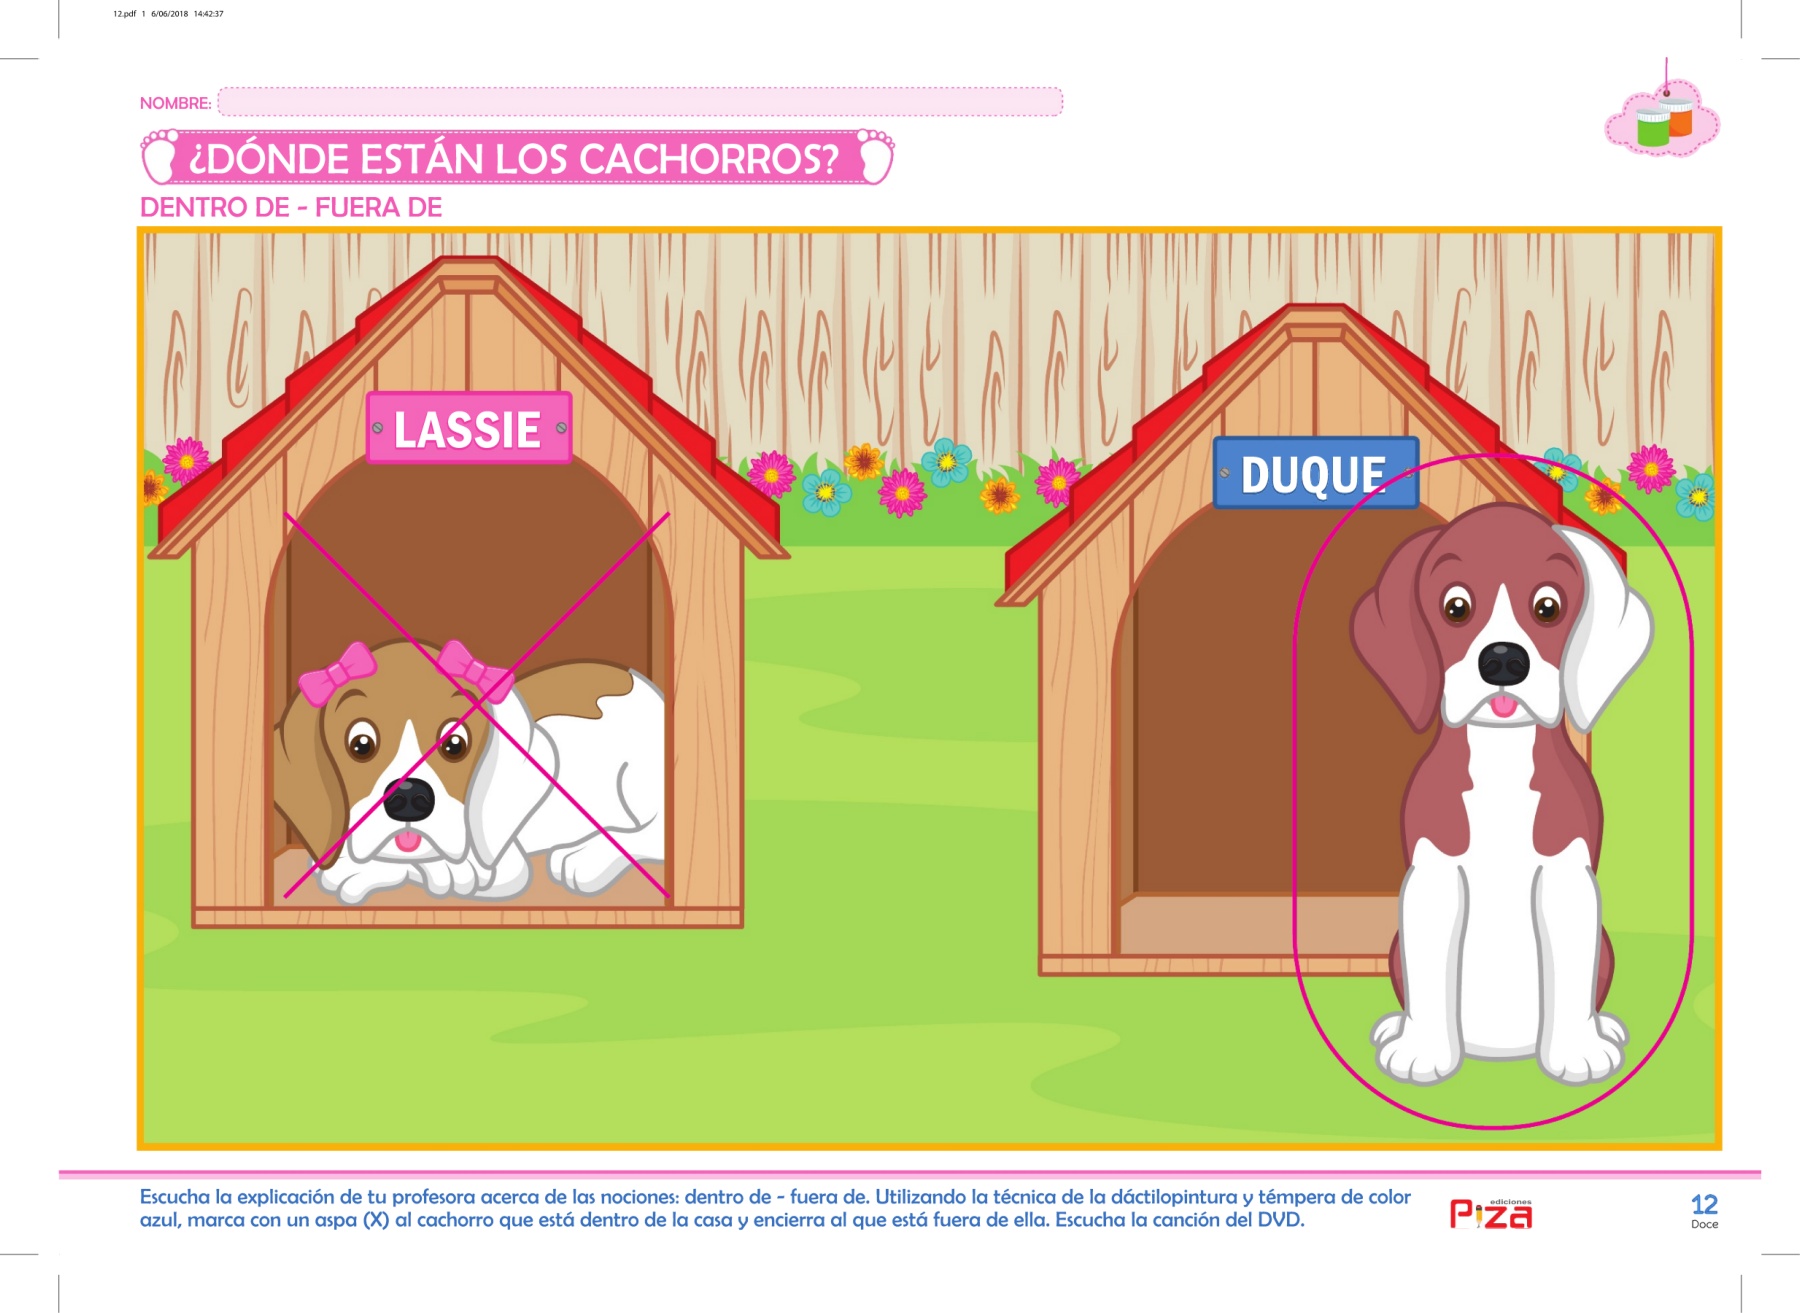 12.pdf 1 6/06/2018 14:42:37
NOMBRE:
¿DÓNDE ESTÁN LOS CACHORROS?
DENTRO DE - FUERA DE
LASSIE
DUQUE
Escucha la explicación de tu profesora acerca de las nociones: dentro de - fuera de. Utilizando la técnica de la dáctilopintura y témpera de color
azul, marca con un aspa (X) al cachorro que está dentro de la casa y encierra al que está fuera de ella. Escucha la canción del DVD.
ediciones
Piza
12
Doce